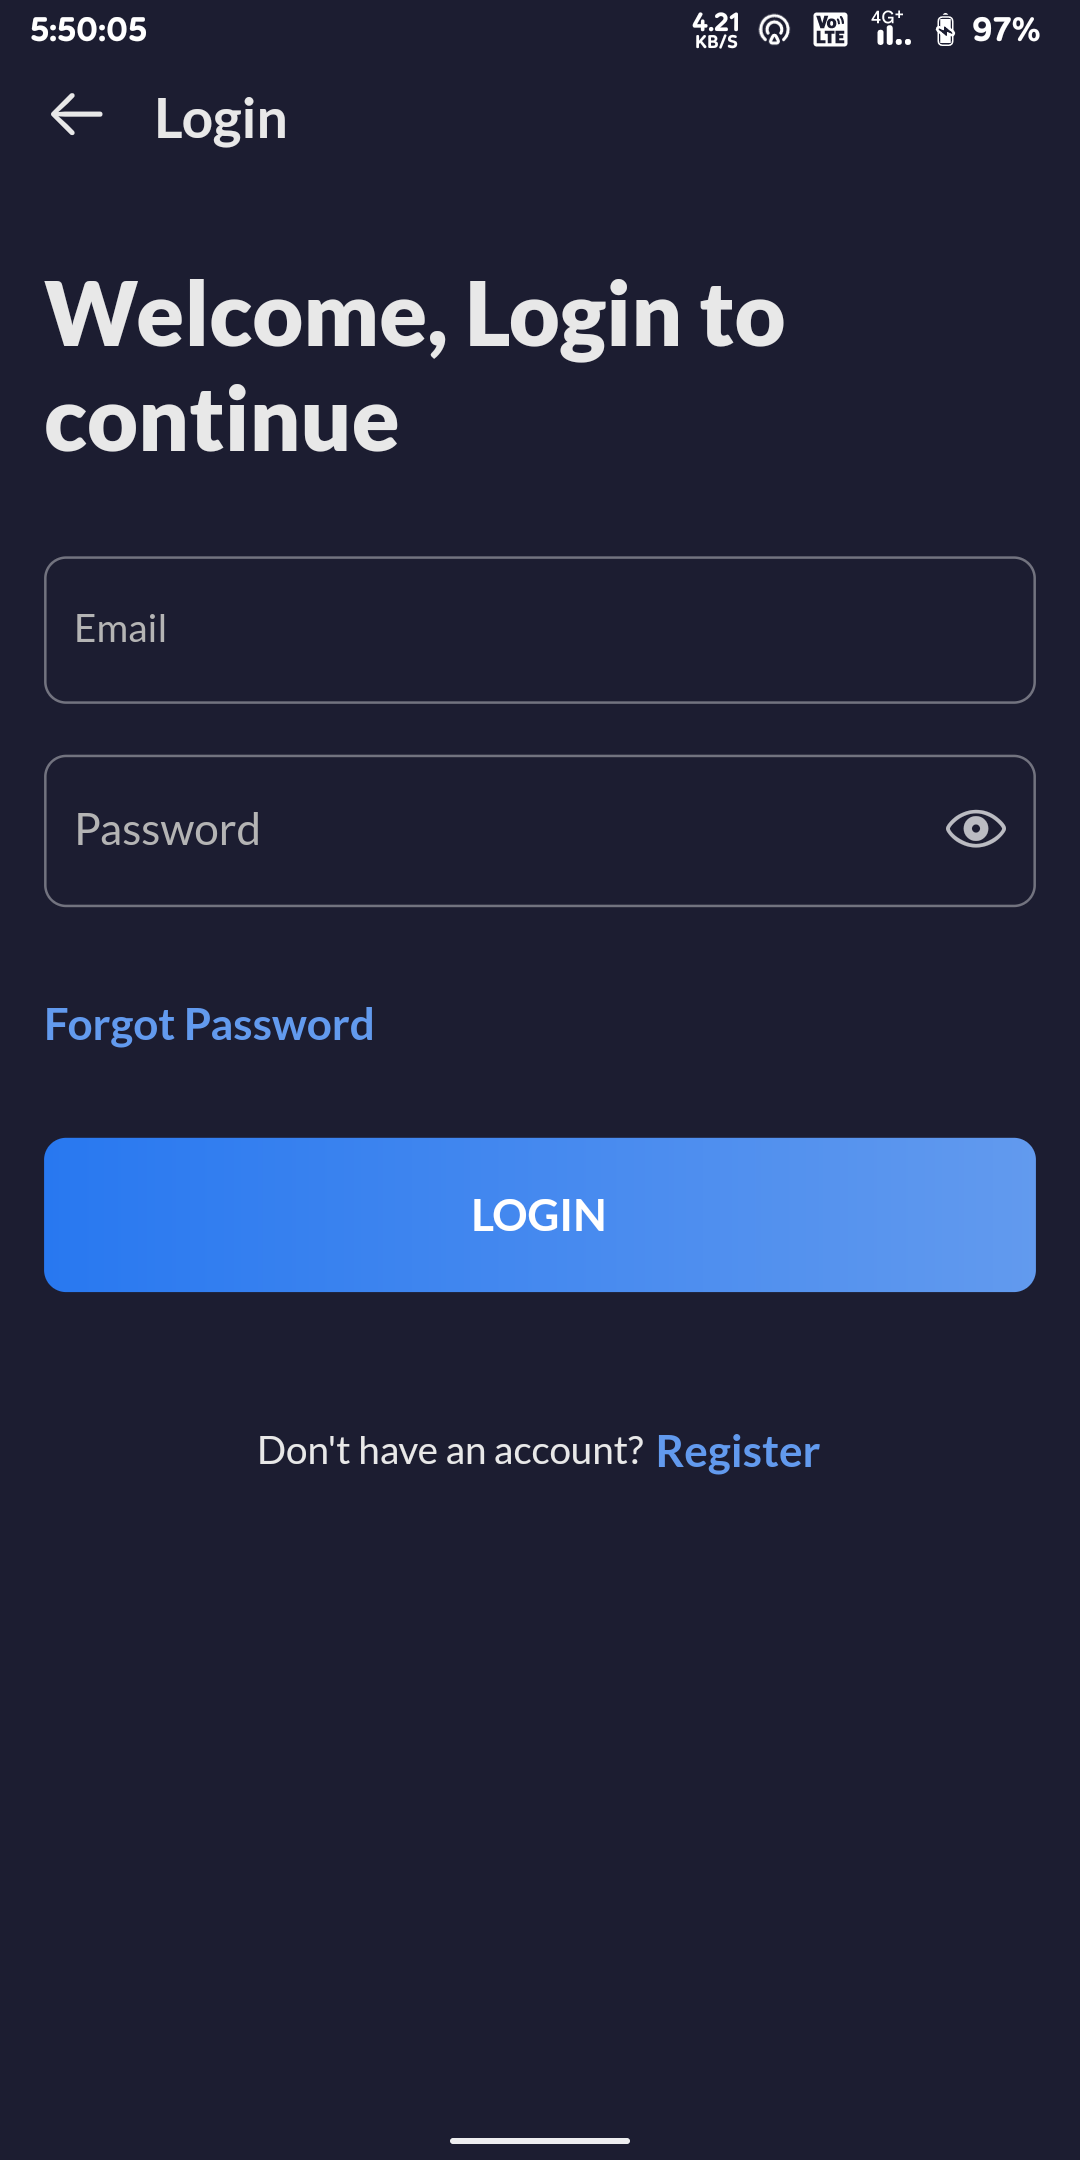 5:50:05 4.21 KB/S Vo LTE 4G+ 97%
Login
Welcome, Login to
continue
Email
Password
Forgot Password
LOGIN
Don't have an account? Register